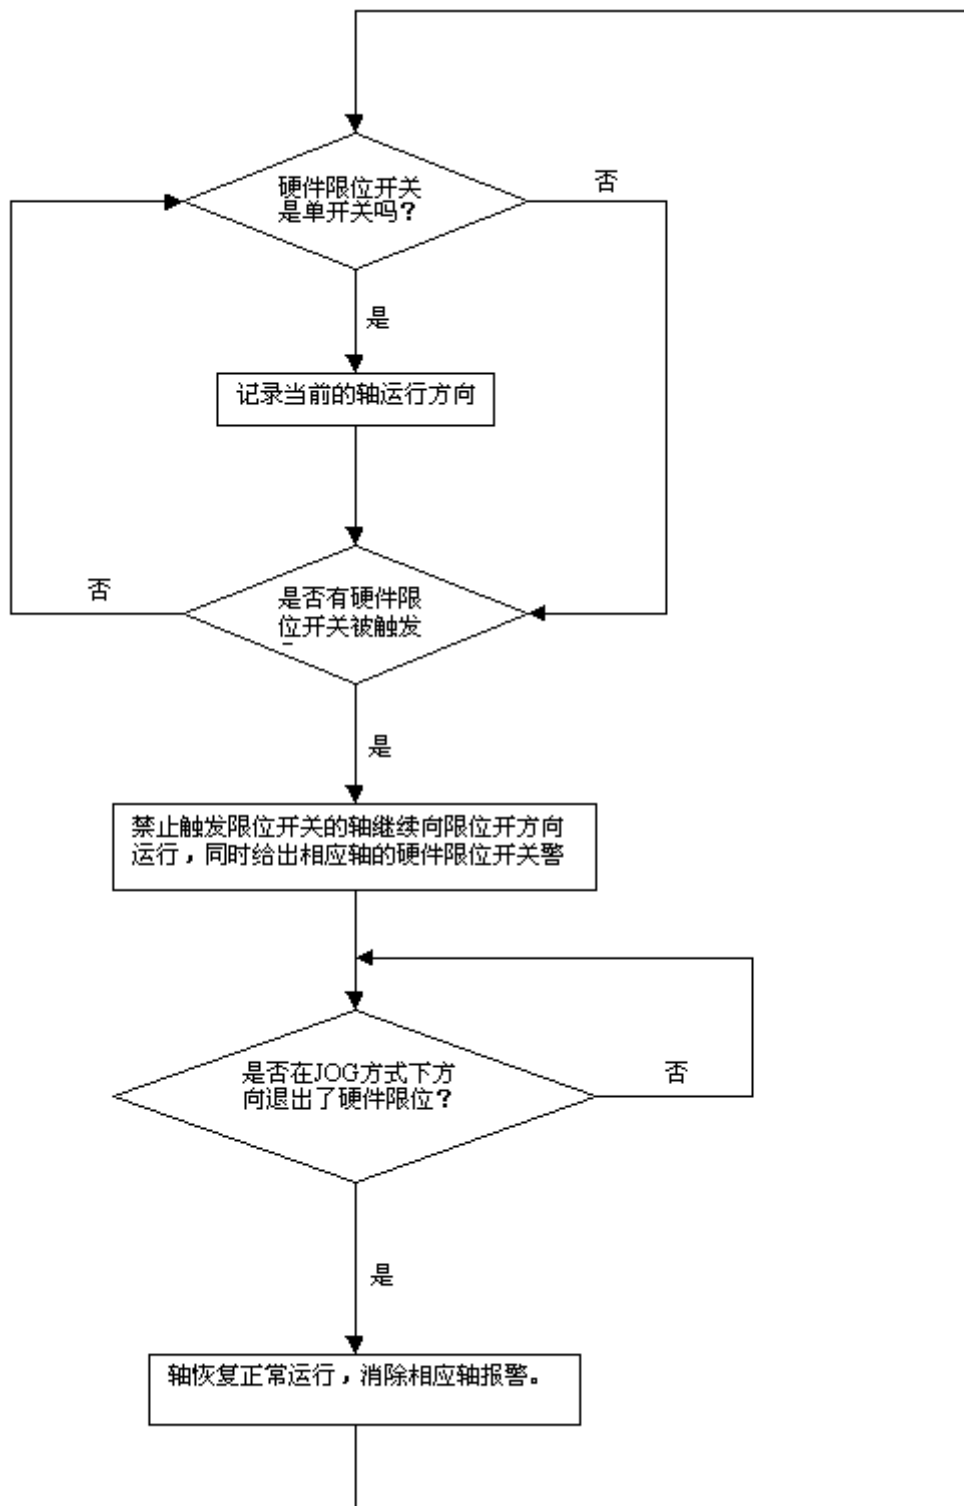 硬件限位开关
是单开关吗？
否
是
记录当前的轴运行方向
否
是否有硬件限
位开关被触发
是
禁止触发限位开关的轴继续向限位开方向
运行，同时给出相应轴的硬件限位开关警
是否在JOG方式下方
向退出了硬件限位？
否
是
轴恢复正常运行，消除相应轴报警。